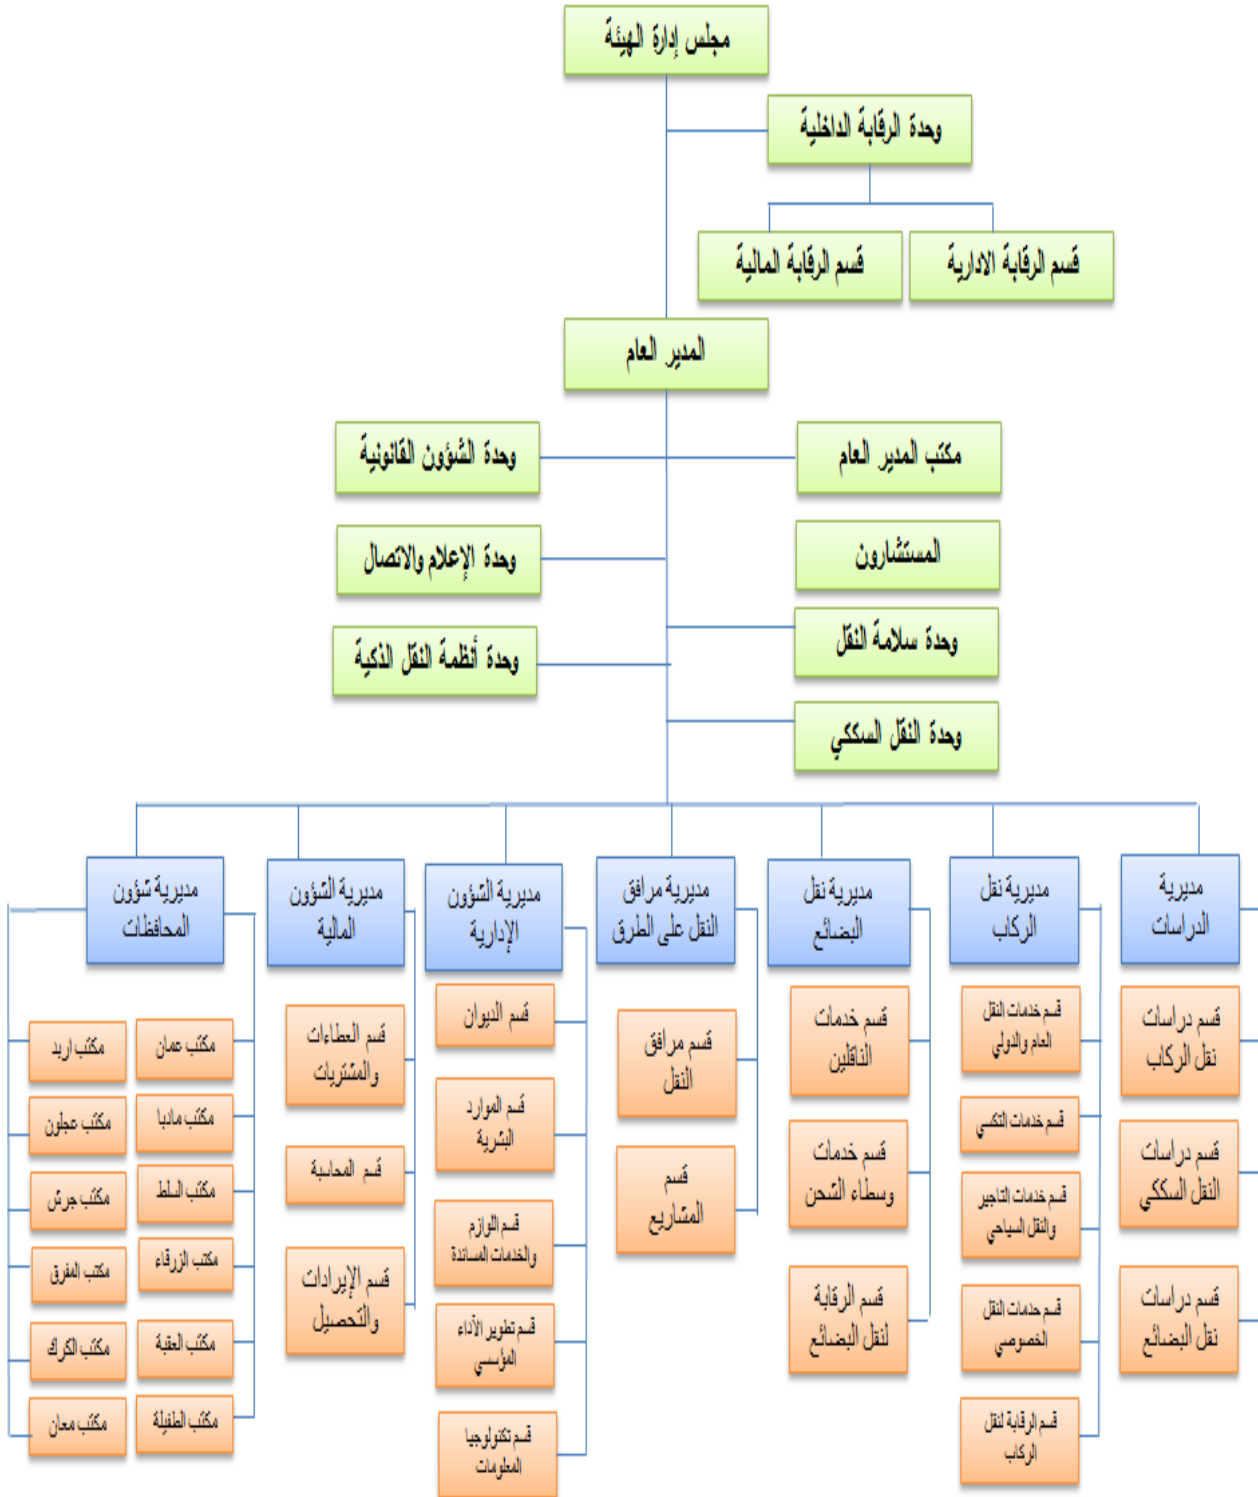 مجلس إدارة الهيئة
وحدة الرقابة الداخلية
قسم الرقابة الادارية
قسم الرقابة المالية
المدير العام
مكتب المدير العام
وحدة الشؤون القانونية
المستشارون
وحدة الإعلام والاتصال
وحدة سلامة النقل
وحدة أنظمة النقل الذكية
وحدة النقل السككي
مديرية
الدراسات
قسم دراسات
نقل الركاب
قسم دراسات
النقل السككي
قسم دراسات
نقل البضائع
مديرية نقل
الركاب
قسم خدمات النقل
العام والدولي
قسم خدمات التكسي
قسم خدمات التاجير
والنقل السياحي
قسم خدمات النقل
الخصوصي
قسم الرقابة لنقل
الركاب
مديرية نقل
البضائع
قسم خدمات
الناقلين
قسم خدمات
وسطاء الشحن
قسم الرقابة
لنقل البضائع
مديرية مرافق
النقل على الطرق
قسم مرافق
النقل
قسم
المشاريع
مديرية الشؤون
الإدارية
قسم الديوان
قسم الموارد
البشرية
قسم اللوازم
والخدمات المساندة
قسم تطوير الأداء
المؤسسي
قسم تكنولوجيا
المعلومات
مديرية الشؤون
المالية
قسم العطاءات
والمشتريات
قسم المحاسبة
قسم الإيرادات
والتحصيل
مديرية شؤون
المحافظات
مكتب عمان
مكتب مادبا
مكتب السلط
مكتب الزرقاء
مكتب العقبة
مكتب الطفيلة
مكتب اربد
مكتب عجلون
مكتب جرش
مكتب المفرق
مكتب الكرك
مكتب معان